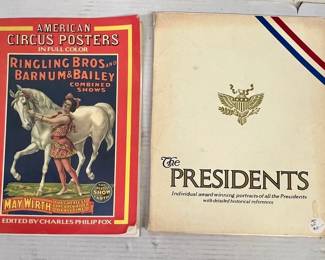 AMERICAN
CIRCUS POSTERS
IN FULL COLOR
RINGLING BROS AND
BARNUM & BAILEY
COMBINED
SHOWS
MAY WIRTH
EDITED BY CHARLES PHILIP FOX
The
PRESIDENTS
Individual award winning portraits of all the Presidents
with detailed historical references